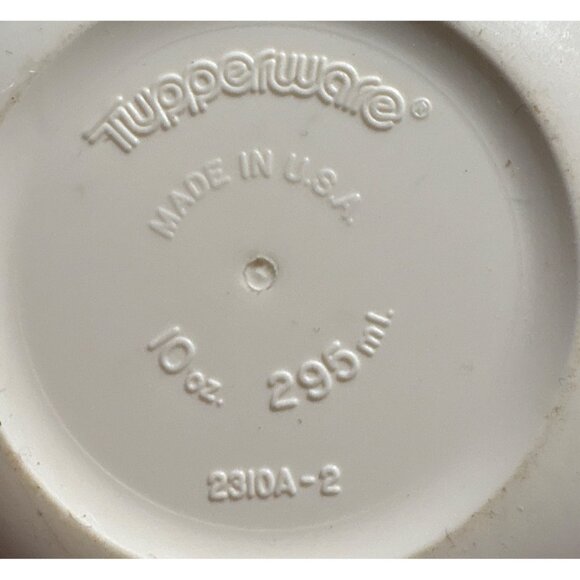 Tupperware®
MADE IN U.S.A.
10 oz. 295 ml.
2310A-2